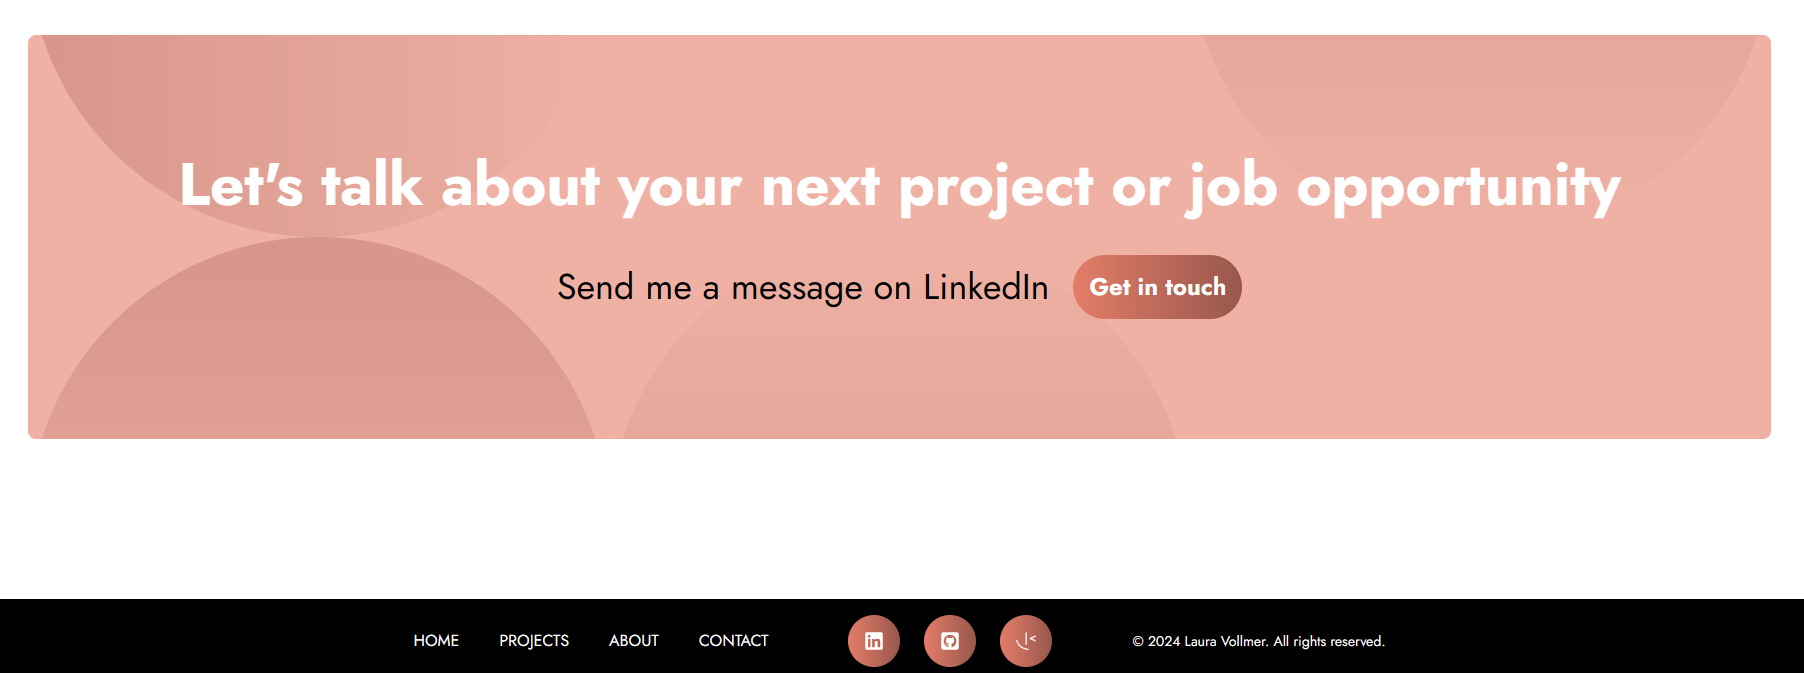 Let's talk about your next project or job opportunity
Send me a message on LinkedIn
Get in touch
HOME PROJECTS ABOUT CONTACT
in
© 2024 Laura Vollmer. All rights reserved.